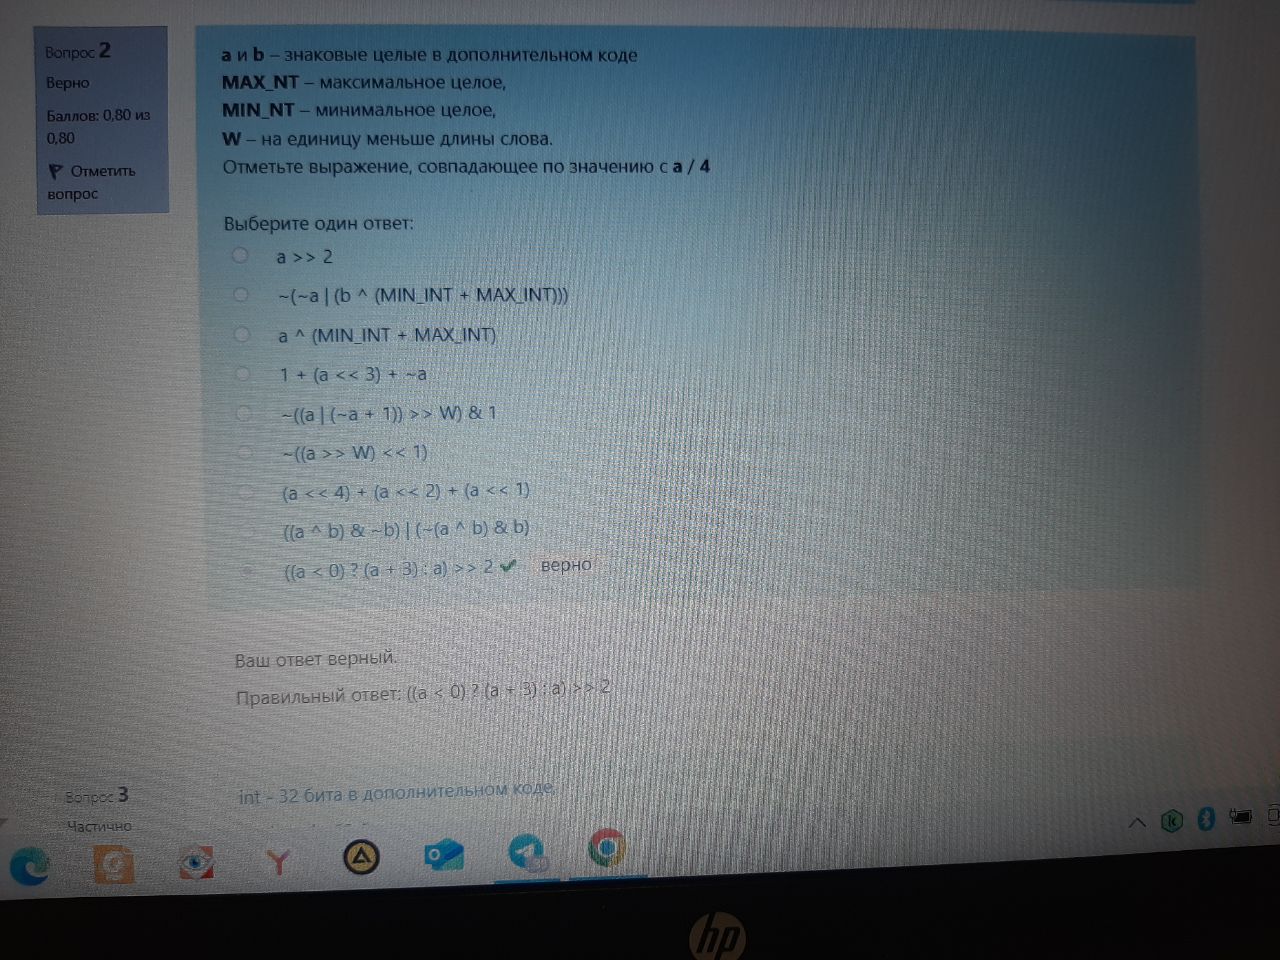 Вопрос 2
Верно
Баллов: 0,80 из
0,80
Отметить
вопрос
a и b – знаковые целые в дополнительном коде
MAX_NT – максимальное целое,
MIN_NT – минимальное целое,
W – на единицу меньше длины слова.
Отметьте выражение, совпадающее по значению с a / 4
Выберите один ответ:
a >> 2
~(~a | (b ^ (MIN_INT + MAX_INT)))
a ^ (MIN_INT + MAX_INT)
1 + (a << 3) + ~a
~((a | (~a + 1)) >> W) & 1
~((a >> W) << 1)
(a << 4) + (a << 2) + (a << 1)
((a ^ b) & ~b) | (~(a ^ b) & b)
((a < 0) ? (a + 3) : a) >> 2 верно
Ваш ответ верный.
Правильный ответ: ((a < 0) ? (a + 3) : a) >> 2
Вопрос 3
Частично
int - 32 бита в дополнительном коде,
hp